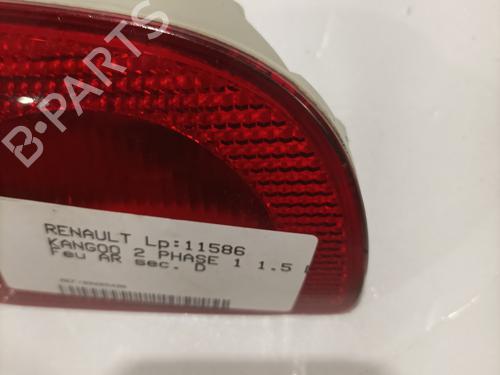 B-PARTS
RENAULT Lp:11586
KANGOO 2 PHASE 1 1.5
Feu AR sec. D